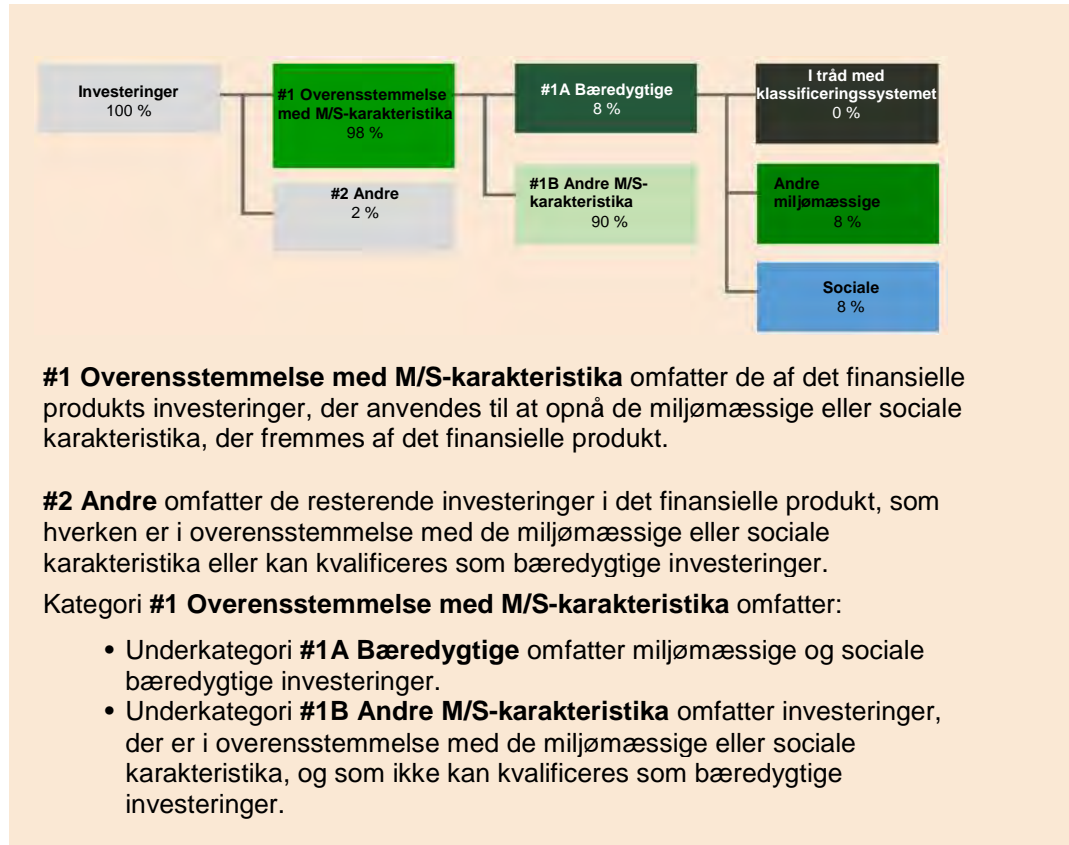 Investeringer
100 %
#1 Overensstemmelse
med M/S-karakteristika
98 %
#2 Andre
2 %
#1A Bæredygtige
8 %
#1B Andre M/S-
karakteristika
90 %
I tråd med
klassificeringssystemet
0 %
Andre
miljømæssige
8 %
Sociale
8 %
#1 Overensstemmelse med M/S-karakteristika omfatter de af det finansielle
produkts investeringer, der anvendes til at opnå de miljømæssige eller sociale
karakteristika, der fremmes af det finansielle produkt.
#2 Andre omfatter de resterende investeringer i det finansielle produkt, som
hverken er i overensstemmelse med de miljømæssige eller sociale
karakteristika eller kan kvalificeres som bæredygtige investeringer.
Kategori #1 Overensstemmelse med M/S-karakteristika omfatter:
• Underkategori #1A Bæredygtige omfatter miljømæssige og sociale
bæredygtige investeringer.
• Underkategori #1B Andre M/S-karakteristika omfatter investeringer,
der er i overensstemmelse med de miljømæssige eller sociale
karakteristika, og som ikke kan kvalificeres som bæredygtige
investeringer.